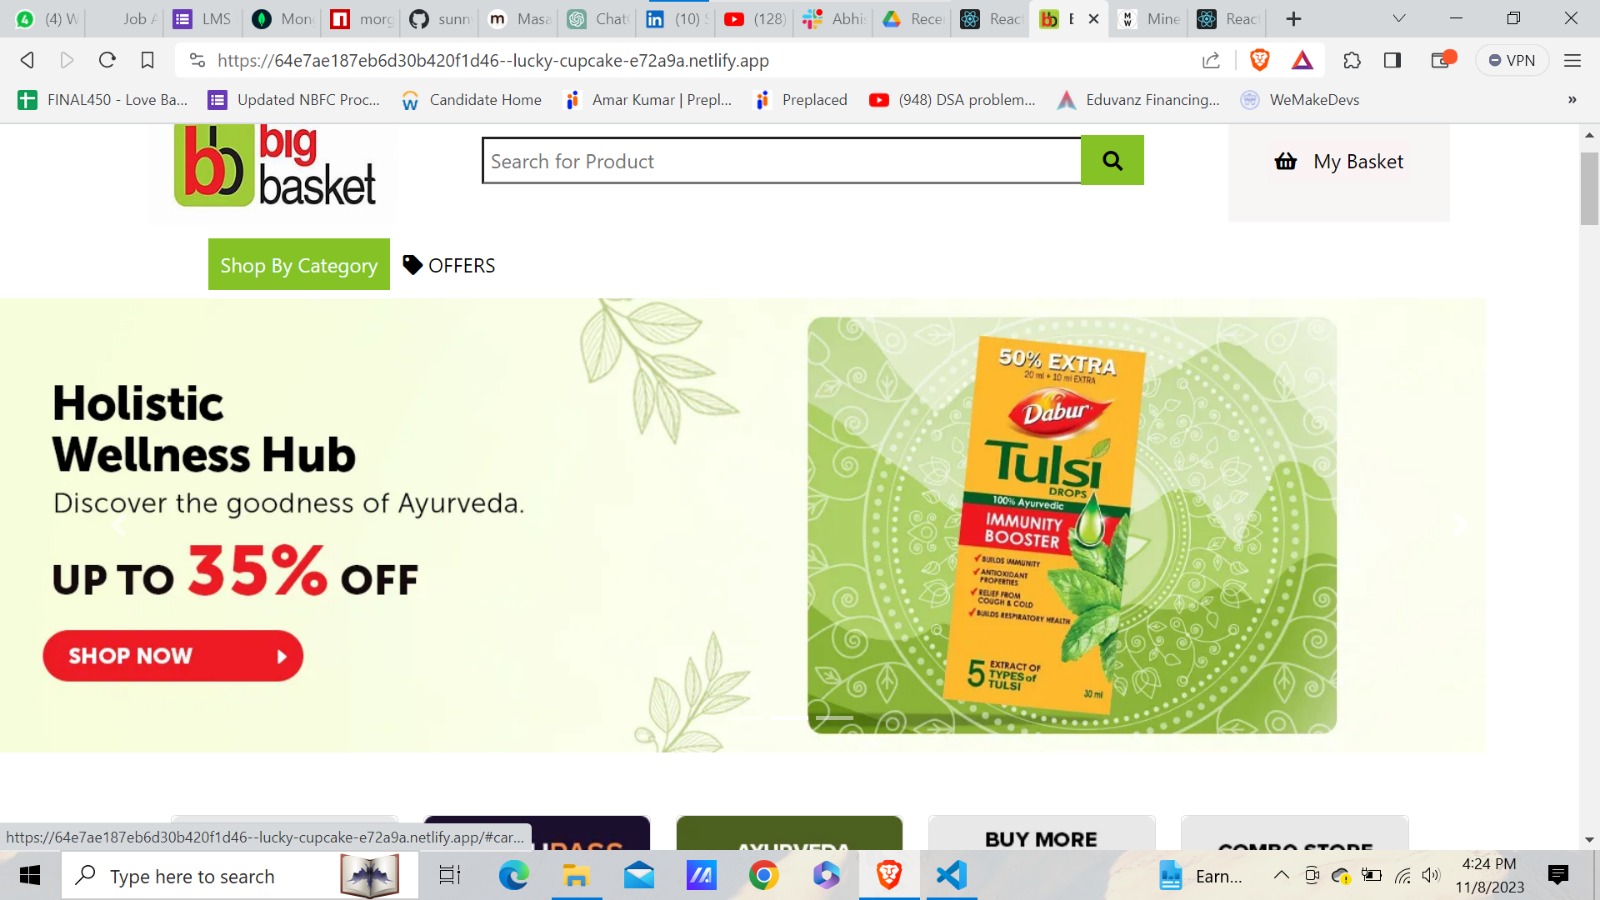 (4) W
Job A
LMS
Mon
morg
sunn
Masa
Chat
(10) S
(128)
Abhis
Rece
Reac
Mine
Reac
https://64e7ae187eb6d30b420f1d46--lucky-cupcake-e72a9a.netlify.app
VPN
FINAL450 - Love Ba...
Updated NBFC Proc...
Candidate Home
Amar Kumar | Prepl...
Preplaced
(948) DSA problem...
Eduvanz Financing...
WeMakeDevs
»
bb big
basket
Search for Product
My Basket
Shop By Category
OFFERS
Holistic
Wellness Hub
Discover the goodness of Ayurveda.
UP TO 35% OFF
SHOP NOW
50% EXTRA
20 ml + 10 ml EXTRA
Dabur
Tulsi
DROPS
100% Ayurvedic
IMMUNITY
BOOSTER
BUILDS IMMUNITY
ANTIOXIDANT
PROPERTIES
RELIEF FROM
COUGH & COLD
BUILDS RESPIRATORY HEALTH
5 EXTRACT OF
TYPES of
TULSI
30 ml
AYURVEDA
BUY MORE
COMBO STORE
https://64e7ae187eb6d30b420f1d46--lucky-cupcake-e72a9a.netlify.app/#car...
Type here to search
Earn...
4:24 PM
11/8/2023